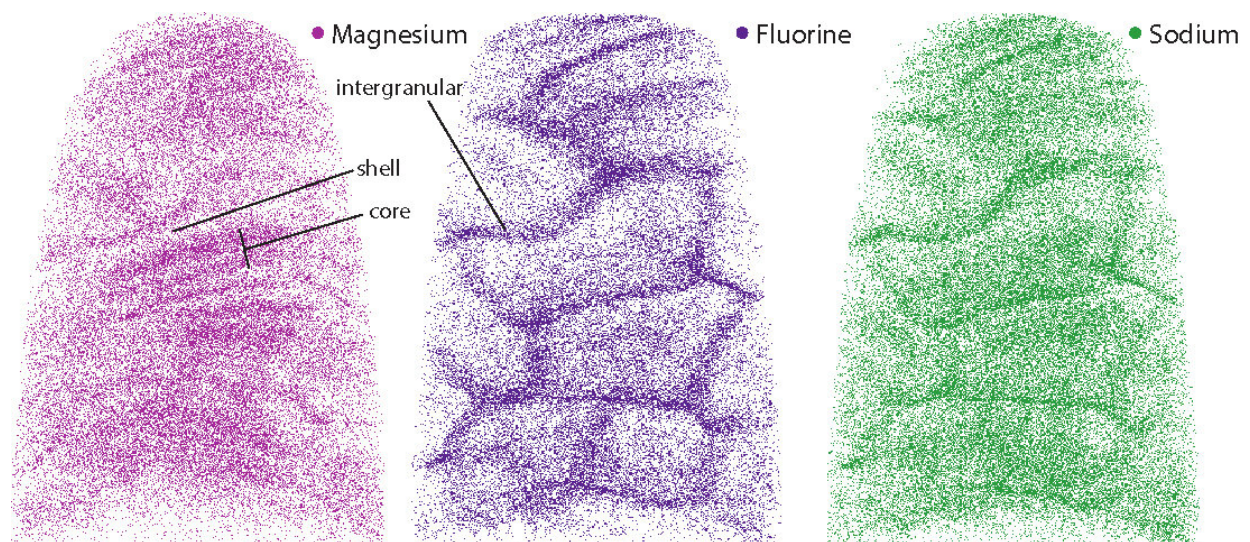 Magnesium
Fluorine
Sodium
intergranular
shell
core